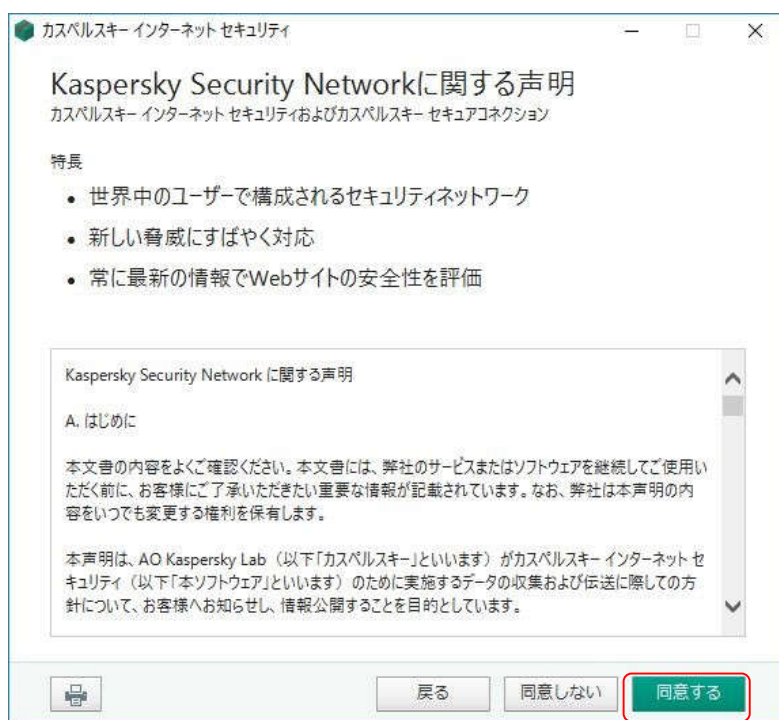 カスペルスキー インターネット セキュリティ
Kaspersky Security Networkに関する声明
カスペルスキー インターネット セキュリティおよびカスペルスキー セキュアコネクション
特長
• 世界中のユーザーで構成されるセキュリティネットワーク
• 新しい脅威にすばやく対応
• 常に最新の情報でWebサイトの安全性を評価
Kaspersky Security Network に関する声明
A. はじめに
本文書の内容をよくご確認ください。本文書には、弊社のサービスまたはソフトウェアを継続してご使用い
ただく前に、お客様にご了承いただきたい重要な情報が記載されています。なお、弊社は本声明の内
容をいつでも変更する権利を保有します。
本声明は、AO Kaspersky Lab（以下「カスペルスキー」といいます）がカスペルスキー インターネット セ
キュリティ（以下「本ソフトウェア」といいます）のために実施するデータの収集および伝送に際しての方
針について、お客様へお知らせし、情報公開することを目的としています。
戻る
同意しない
同意する